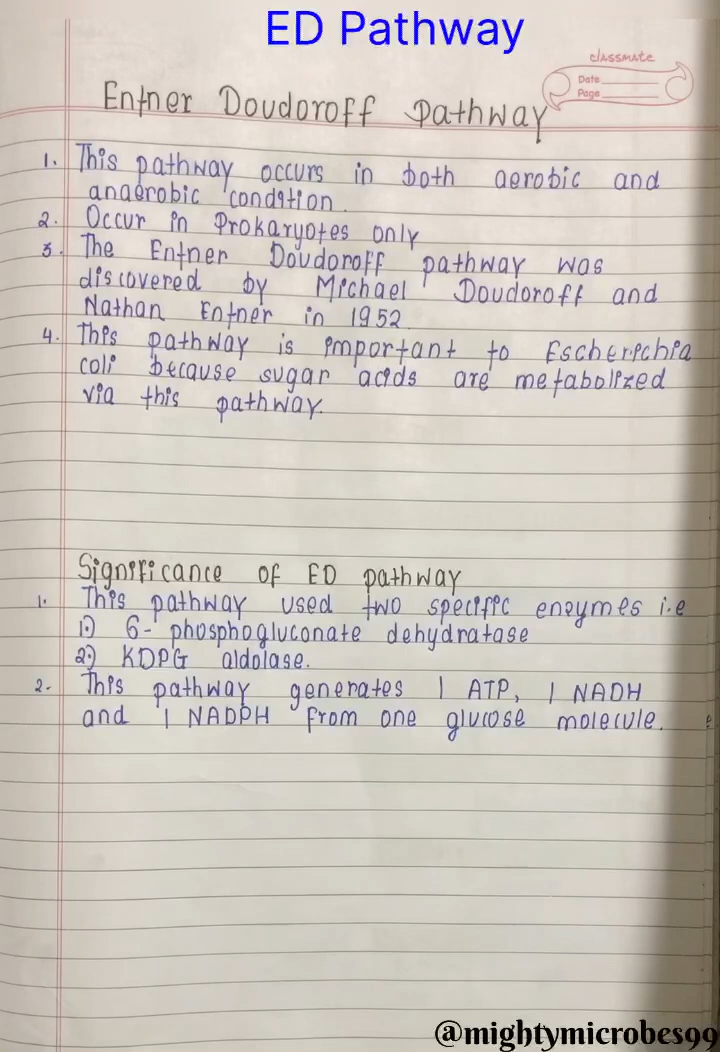 ED Pathway
classmate
Date
Page
Entner Doudoroff Pathway
1. This pathway occurs in both aerobic and
anaerobic condition.
2. Occur in Prokaryotes only
3. The Entner Doudoroff pathway was
discovered by Michael Doudoroff and
Nathan Entner in 1952.
4. This pathway is important to Escherichia
coli because sugar acids are metabolized
via this pathway.
Significance of ED pathway
1. This pathway used two specific enzymes i.e
1.) 6- phosphogluconate dehydratase
2.) KDPG aldolase.
2. This pathway generates 1 ATP, 1 NADH
and 1 NADPH from one glucose molecule.
@mightymicrobes99